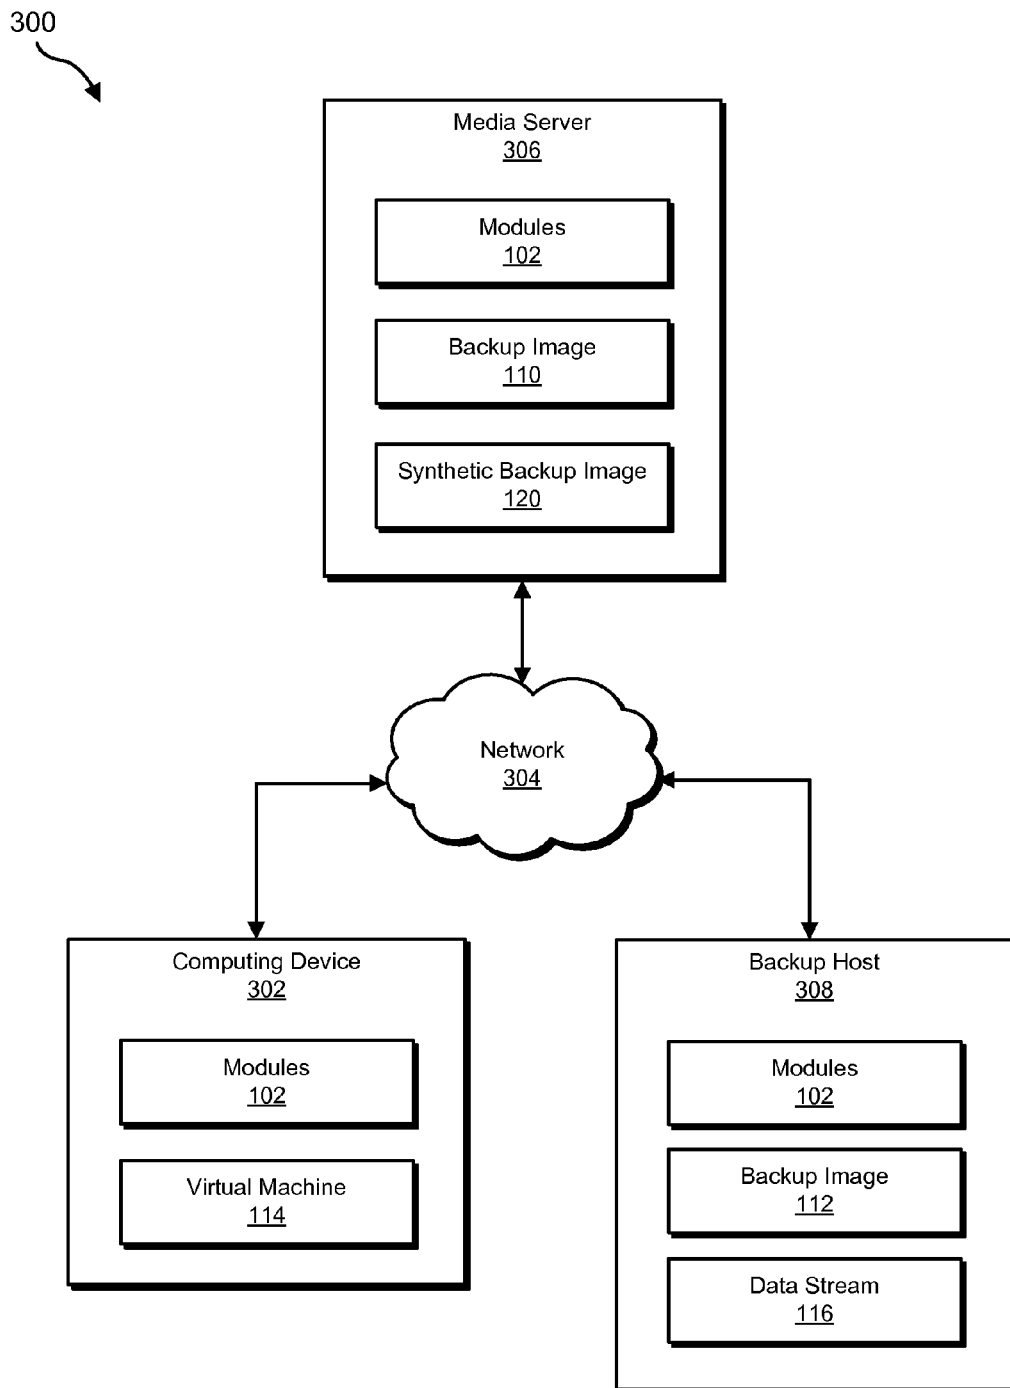 300
Media Server
306
Modules
102
Backup Image
110
Synthetic Backup Image
120
Network
304
Computing Device
302
Modules
102
Virtual Machine
114
Backup Host
308
Modules
102
Backup Image
112
Data Stream
116